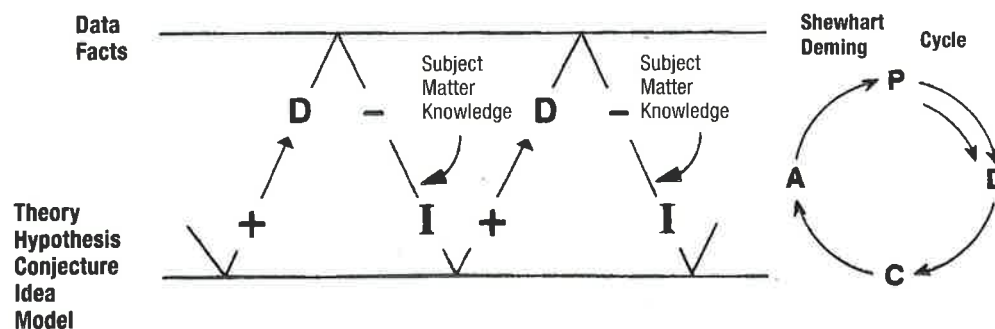 Data
Facts
D
–
Subject
Matter
Knowledge
D
–
Subject
Matter
Knowledge
+
I
+
I
Theory
Hypothesis
Conjecture
Idea
Model
Shewhart
Deming Cycle
P
A
D
C